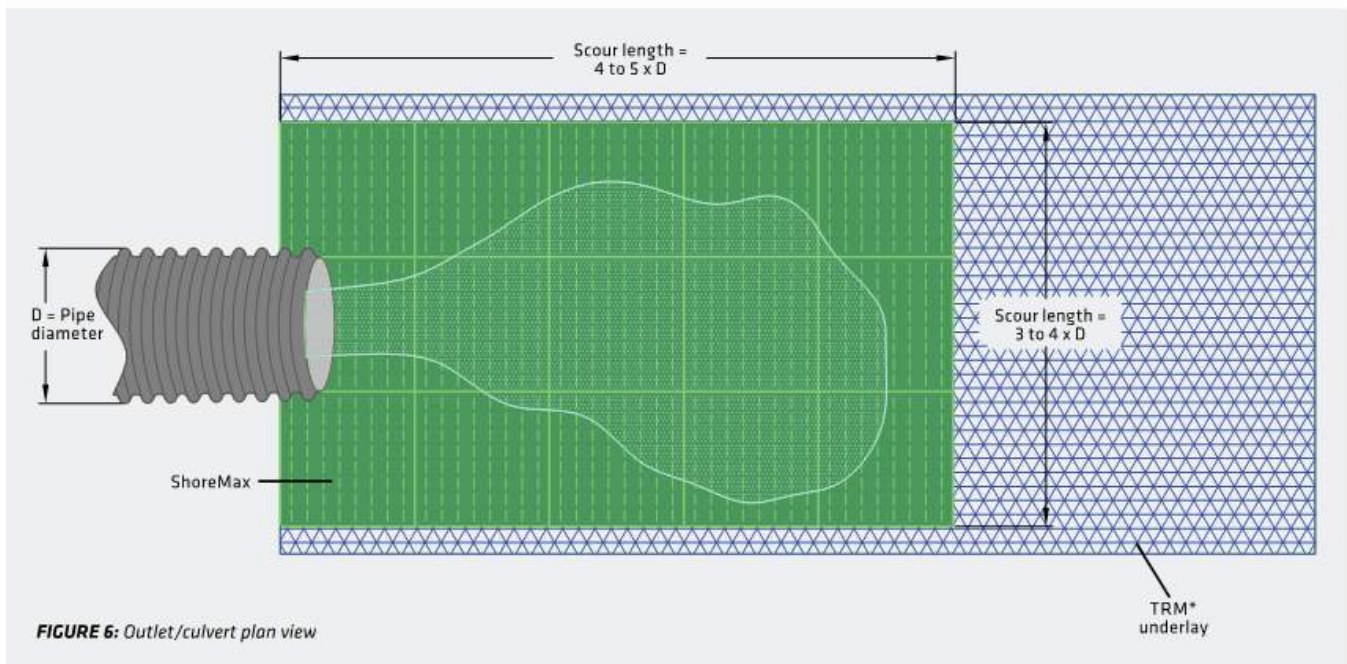 Scour length =
4 to 5 x D
D = Pipe
diameter
Scour length =
3 to 4 x D
ShoreMax
TRM*
underlay
FIGURE 6: Outlet/culvert plan view